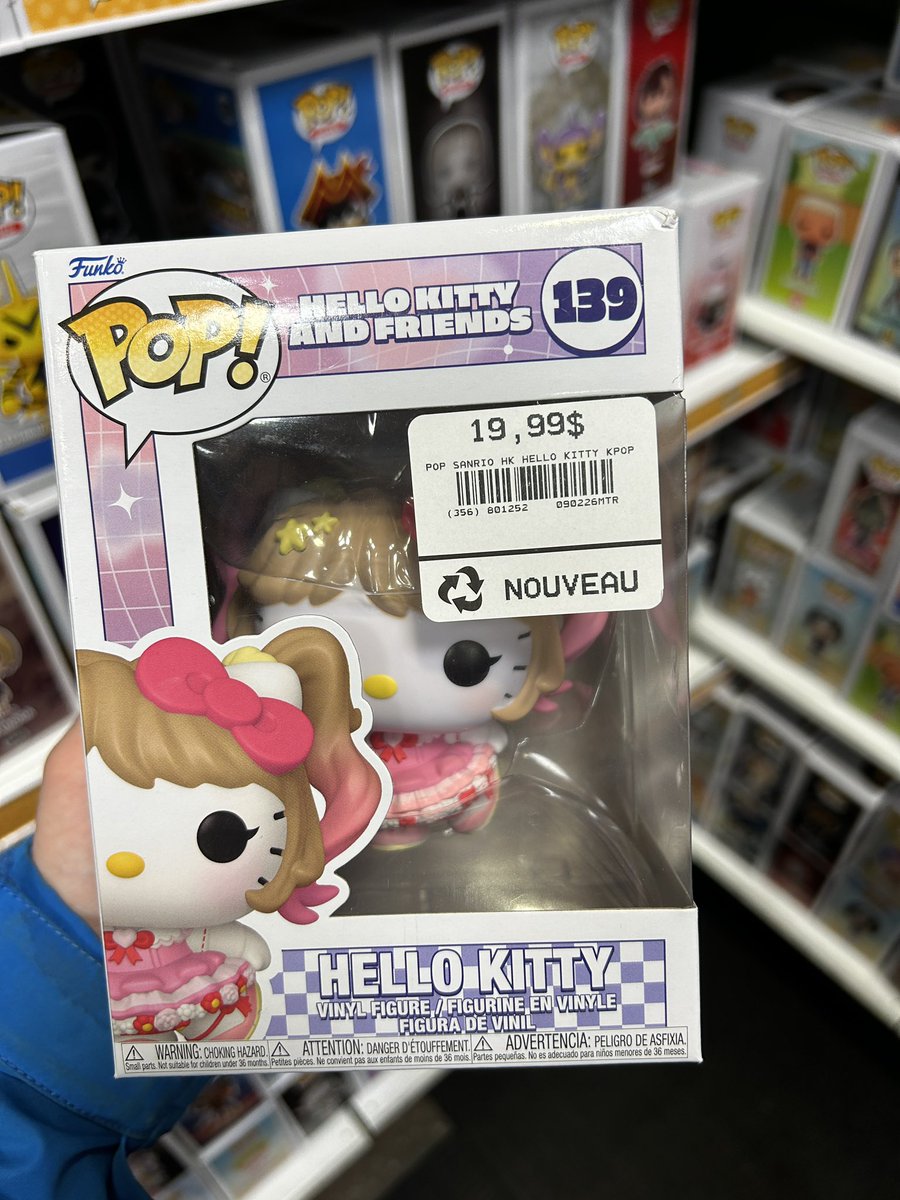 Funko
POP!
HELLO KITTY
AND FRIENDS
139
19,99$
POP SANRIO HK HELLO KITTY KPOP
(356) 801252 090226MTR
NOUVEAU
HELLO KITTY
VINYL FIGURE / FIGURINE EN VINYLE
FIGURA DE VINIL
WARNING: CHOKING HAZARD.
Small parts. Not suitable for children under 36 months.
ATTENTION: DANGER D'ÉTOUFFEMENT.
Petites pièces. Ne convient pas aux enfants de moins de 36 mois.
ADVERTENCIA: PELIGRO DE ASFIXIA.
Partes pequeñas. No es adecuado para niños menores de 36 meses.